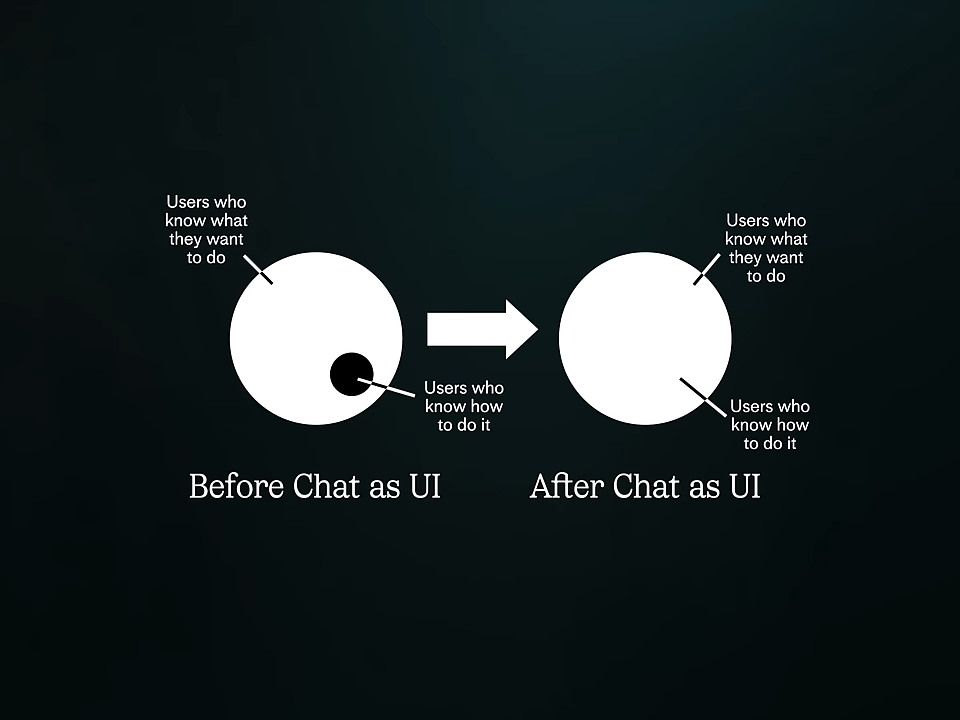 Users who
know what
they want
to do
Users who
know how
to do it
Before Chat as UI
Users who
know what
they want
to do
Users who
know how
to do it
After Chat as UI